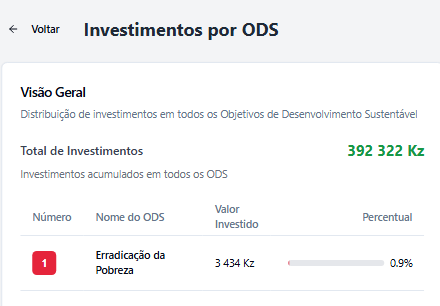 ← Voltar
Investimentos por ODS
Visão Geral
Distribuição de investimentos em todos os Objetivos de Desenvolvimento Sustentável
Total de Investimentos
392 322 Kz
Investimentos acumulados em todos os ODS
Número
Nome do ODS
Valor
Investido
Percentual
1
Erradicação da
Pobreza
3 434 Kz
0.9%